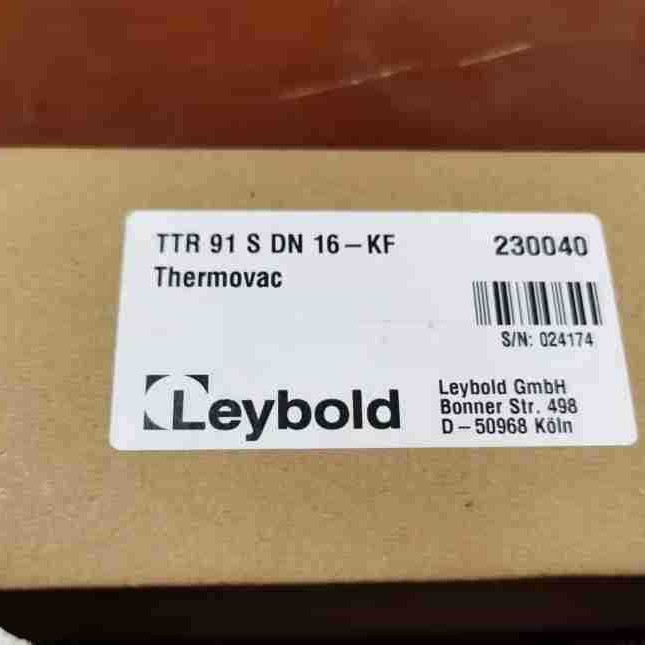 TTR 91 S DN 16-KF 230040
Thermovac
S/N: 024174
Leybold
Leybold GmbH
Bonner Str. 498
D-50968 Köln